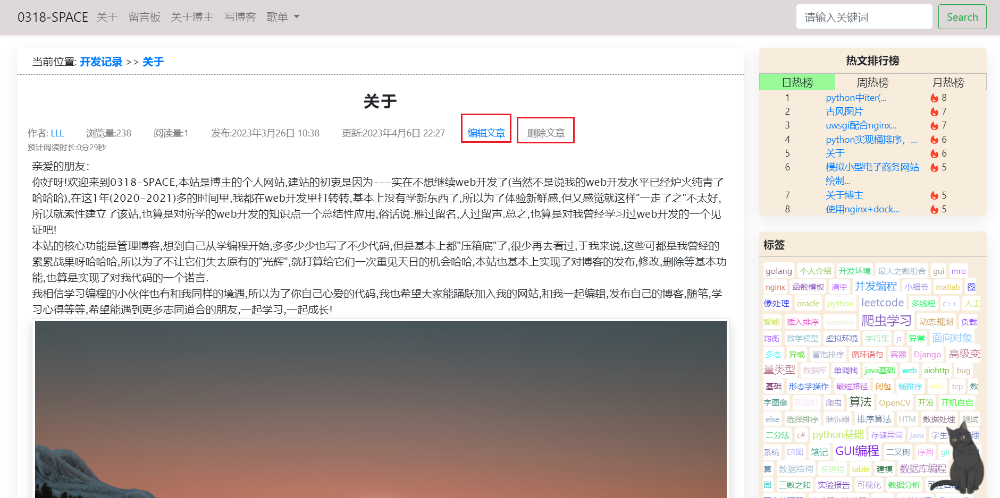 0318-SPACE 关于 留言板 关于博主 写博客 歌单 请输入关键词 Search
当前位置: 开发记录 >> 关于
关于
作者: LLL 浏览量:238 阅读量:1 发布:2023年3月26日 10:38 更新:2023年4月6日 22:27 编辑文章 删除文章
预计阅读时长:0分29秒
亲爱的朋友:
你好呀!欢迎来到0318-SPACE,本站是博主的个人网站,建站的初衷是因为---实在不想继续web开发了(当然不是说我的web开发水平已经炉火纯青了
哈哈哈),在这1年(2020-2021)多的时间里,我都在web开发里打转转,基本上没有学新东西了,所以为了体验新鲜感,但又感觉就这样"一走了之"不太好,
所以就索性建立了该站,也算是对所学的web开发的知识点一个总结性应用,俗话说:雁过留名,人过留声.总之,也算是对我曾经学习过web开发的一个见
证吧!
本站的核心功能是管理博客,想到自己从学编程开始,多多少少也写了不少代码,但是基本上都"压箱底"了,很少再去看过,于我来说,这些可都是我曾经的
累累战果呀哈哈哈,所以为了不让它们失去原有的"光辉",就打算给它们一次重见天日的机会哈哈,本站也基本上实现了对博客的发布,修改,删除等基本功
能,也算是实现了对我代码的一个诺言.
我相信学习编程的小伙伴也有和我同样的境遇,所以为了你自己心爱的代码,我也希望大家能踊跃加入我的网站,和我一起编辑,发布自己的博客,随笔,学
习心得等等,希望能遇到更多志同道合的朋友,一起学习,一起成长!
热文排行榜
日热榜 周热榜 月热榜
1 python中iter(... 8
2 古风图片 7
3 uwsgi配合nginx... 7
4 python实现桶排序，... 6
5 关于 6
6 模拟小型电子商务网站 5
绘制...
7 关于博主 5
8 使用nginx+dock... 5
标签
golang 个人介绍 开发环境 最大之数组合 gui mro
nginx 函数模板 清单 并发编程 小细节 matlab 图
像处理 oracle python leetcode 多线程 c++ 人工
智能 插入排序 seaborn 爬虫学习 动态规划 负载
均衡 数学模型 虚拟环境 字符集 js 异常 面向对象
多态 异或 冒泡排序 循环语句 容器 Django 高级变
量类型 数据库 单调栈 java基础 web aiohttp bug
基础 形态学操作 最短路径 闭包 桶排序 with tcp 数
字图像 双指针 爬虫 算法 OpenCV 开发 开机自启
else 选择排序 装饰器 排序算法 HTM 数据处理 测试
二分法 c# python基础 存储异常 java 学生 管理
系统 ER图 笔记 GUI编程 二叉树 序列 git
算 数据结构 多进程 table 建模 数据库编程
固 三数之和 实验报告 可视化 数据分析